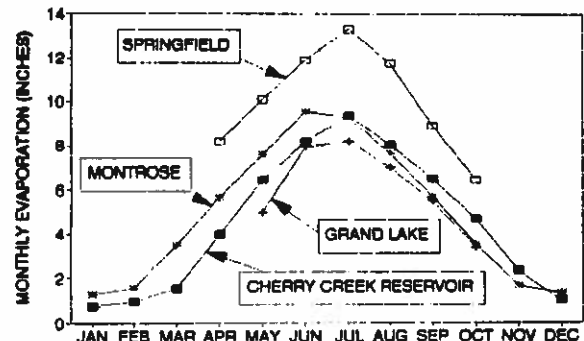 MONTHLY EVAPORATION (INCHES)
14
12
10
8
6
4
2
0
SPRINGFIELD
MONTROSE
GRAND LAKE
CHERRY CREEK RESERVOIR
JAN FEB MAR APR MAY JUN JUL AUG SEP OCT NOV DEC